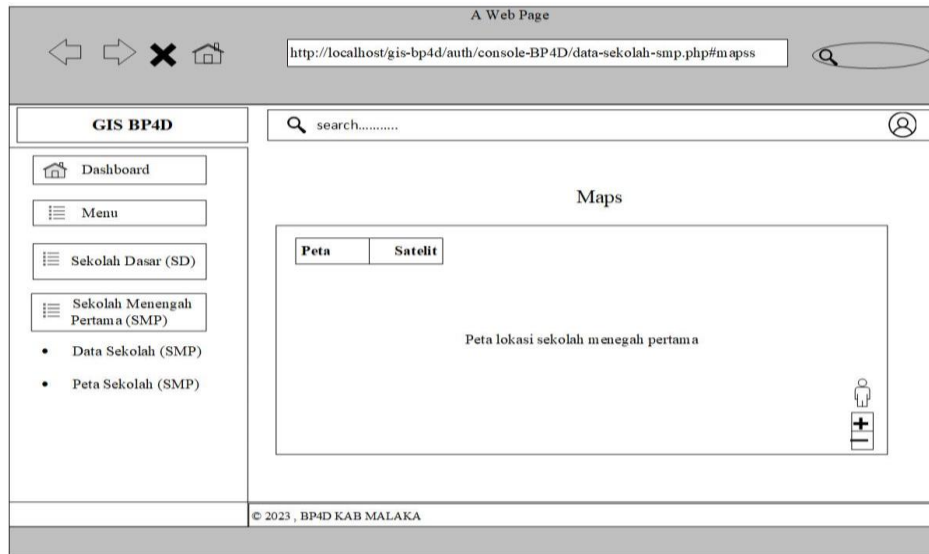 A Web Page
http://localhost/gis-bp4d/auth/console-BP4D/data-sekolah-smp.php#mapss
GIS BP4D
search...........
Dashboard
Menu
Sekolah Dasar (SD)
Sekolah Menengah
Pertama (SMP)
Data Sekolah (SMP)
Peta Sekolah (SMP)
Maps
Peta Satelit
Peta lokasi sekolah menegah pertama
© 2023 , BP4D KAB MALAKA